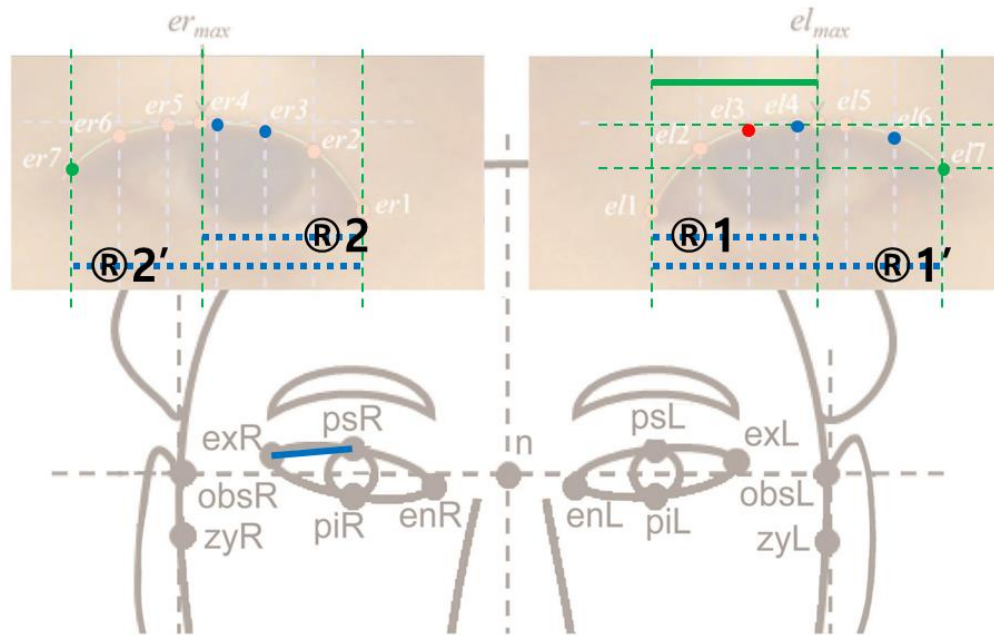 er max
el max
er7 er6 er5 er4 er3 er2 er1
el1 el2 el3 el4 el5 el6 el7
®2
®2′
®1
®1′
exR psR n psL exL
obsR piR enR enL piL obsL
zyR zyL